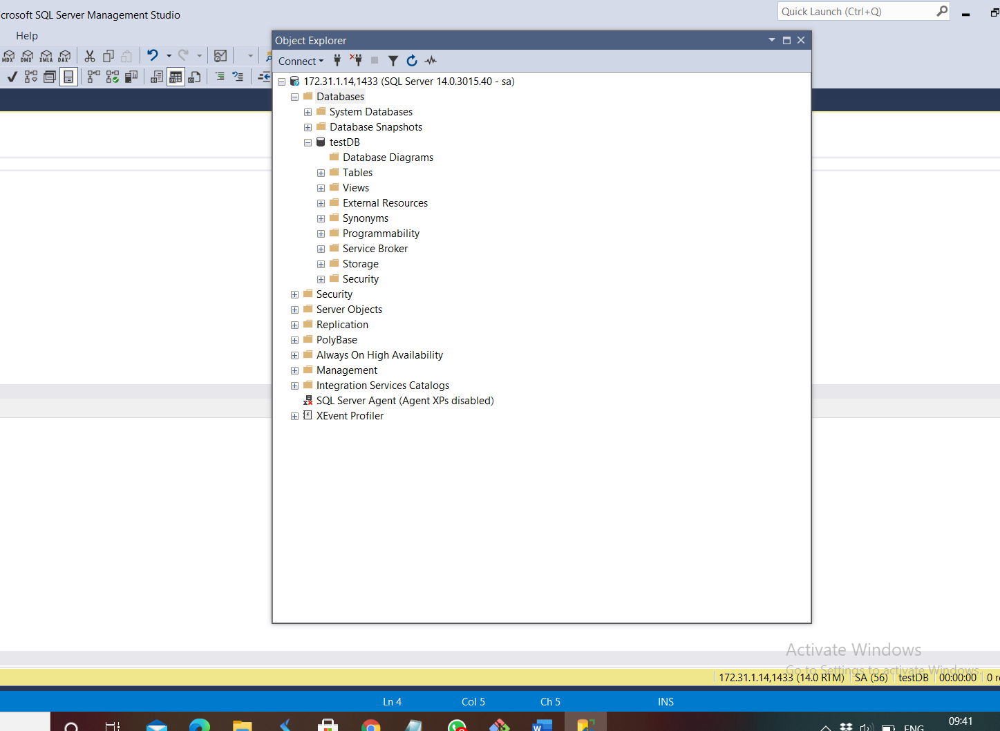 crosoft SQL Server Management Studio
Quick Launch (Ctrl+Q)
Help
MDX DMX XMLA DAX
Object Explorer
Connect
172.31.1.14,1433 (SQL Server 14.0.3015.40 - sa)
Databases
System Databases
Database Snapshots
testDB
Database Diagrams
Tables
Views
External Resources
Synonyms
Programmability
Service Broker
Storage
Security
Security
Server Objects
Replication
PolyBase
Always On High Availability
Management
Integration Services Catalogs
SQL Server Agent (Agent XPs disabled)
XEvent Profiler
Activate Windows
Go to Settings to activate Windows.
172.31.1.14,1433 (14.0 RTM) SA (56) testDB 00:00:00 0 r
Ln 4 Col 5 Ch 5 INS
ENG 09:41